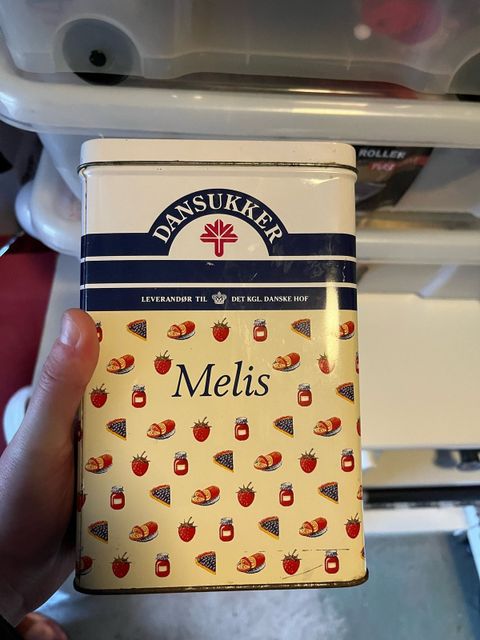 ROLLER
DANSUKKER
LEVERANDØR TIL DET KGL. DANSKE HOF
Melis